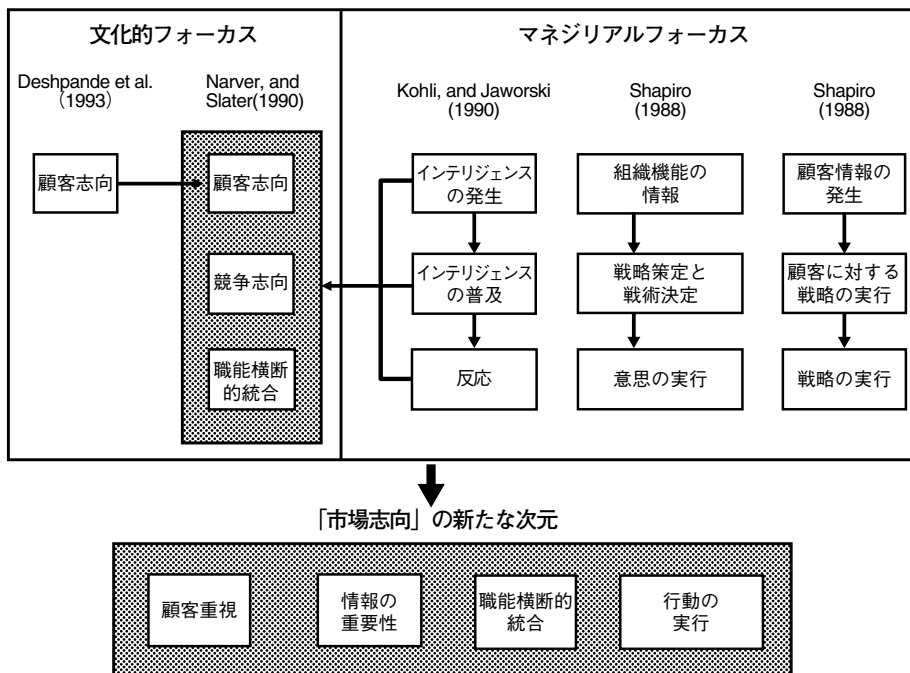 文化的フォーカス
マネジリアルフォーカス
Deshpande et al.
(1993)
Narver, and
Slater(1990)
Kohli, and Jaworski
(1990)
Shapiro
(1988)
Shapiro
(1988)
顧客志向
顧客志向
競争志向
職能横断
的統合
インテリジェンス
の発生
インテリジェンス
の普及
反応
組織機能の
情報
戦略策定と
戦術決定
意思の実行
顧客情報の
発生
顧客に対する
戦略の実行
戦略の実行
「市場志向」の新たな次元
顧客重視
情報の
重要性
職能横断的
統合
行動の
実行